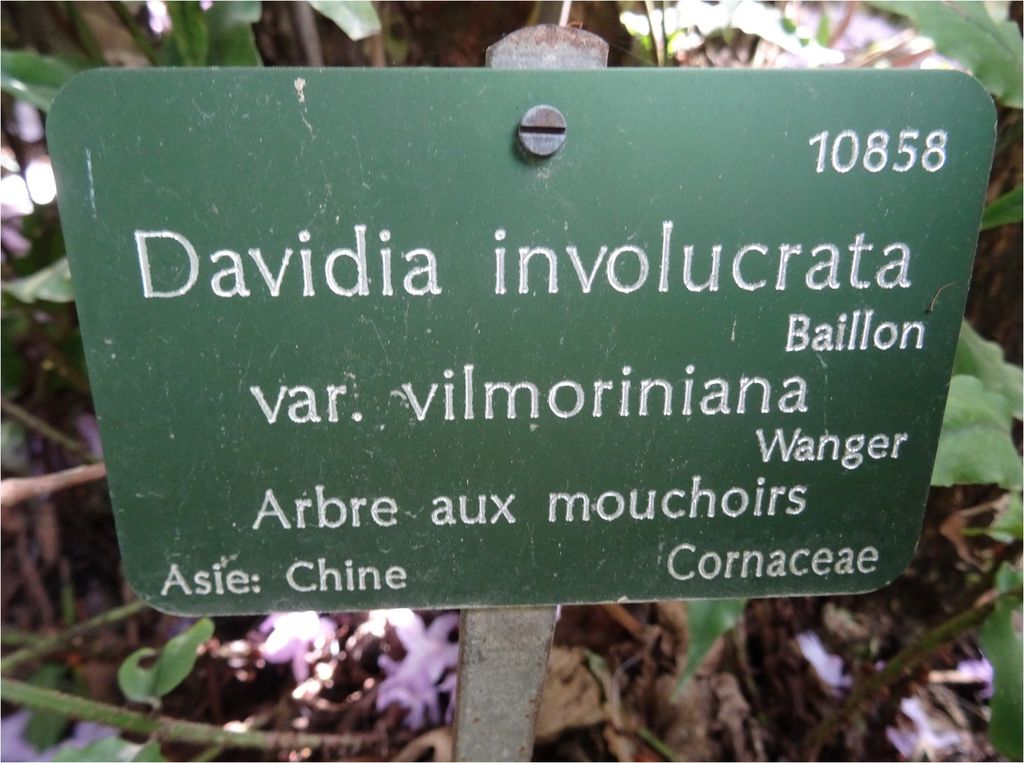 10858
Davidia involucrata
Baillon
var. vilmoriniana
Wanger
Arbre aux mouchoirs
Asie: Chine Cornaceae